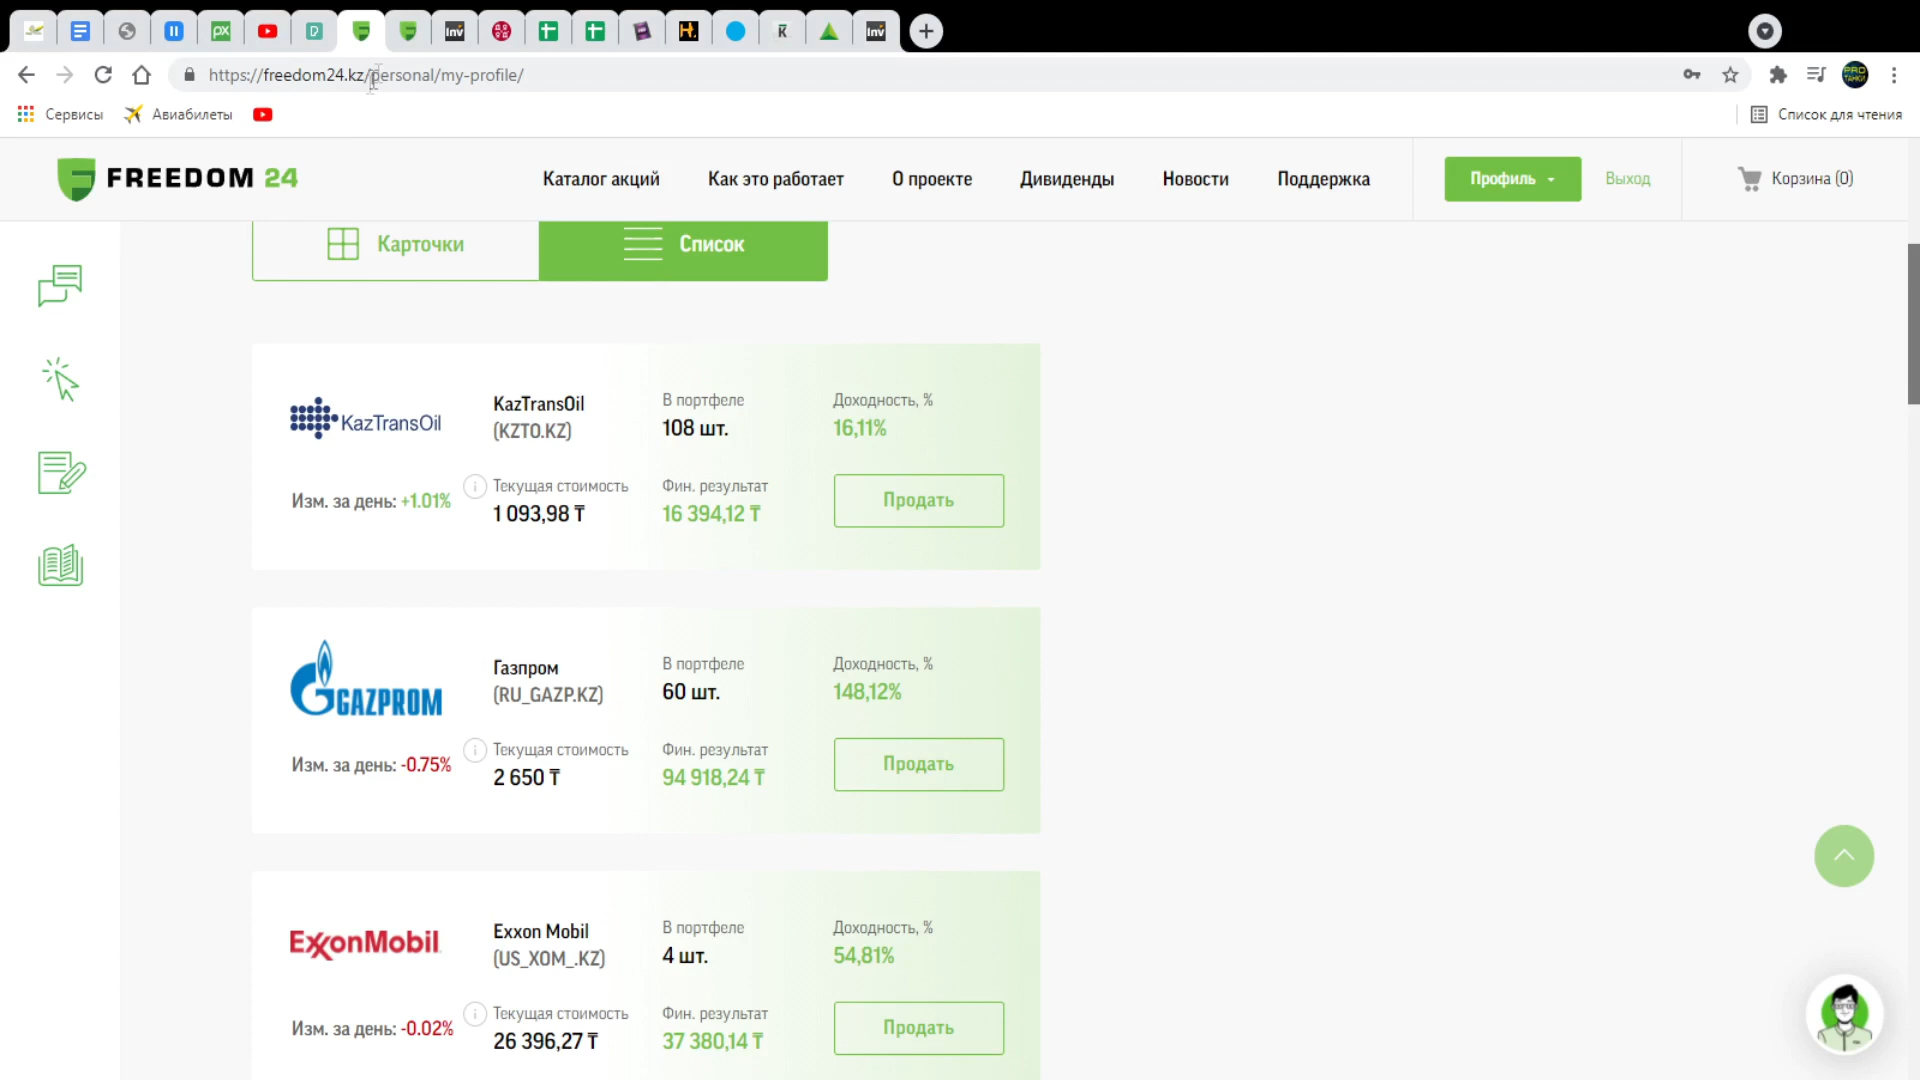 https://freedom24.kz/personal/my-profile/
Сервисы
Авиабилеты
Список для чтения
FREEDOM 24
Каталог акций
Как это работает
О проекте
Дивиденды
Новости
Поддержка
Профиль
Выход
Корзина (0)
Карточки
Список
KazTransOil
KazTransOil
(KZTO.KZ)
В портфеле
108 шт.
Доходность, %
16,11%
Изм. за день: +1.01%
Текущая стоимость
1 093,98 ₸
Фин. результат
16 394,12 ₸
Продать
GAZPROM
Газпром
(RU_GAZP.KZ)
В портфеле
60 шт.
Доходность, %
148,12%
Изм. за день: -0.75%
Текущая стоимость
2 650 ₸
Фин. результат
94 918,24 ₸
Продать
ExxonMobil
Exxon Mobil
(US_XOM_.KZ)
В портфеле
4 шт.
Доходность, %
54,81%
Изм. за день: -0.02%
Текущая стоимость
26 396,27 ₸
Фин. результат
37 380,14 ₸
Продать